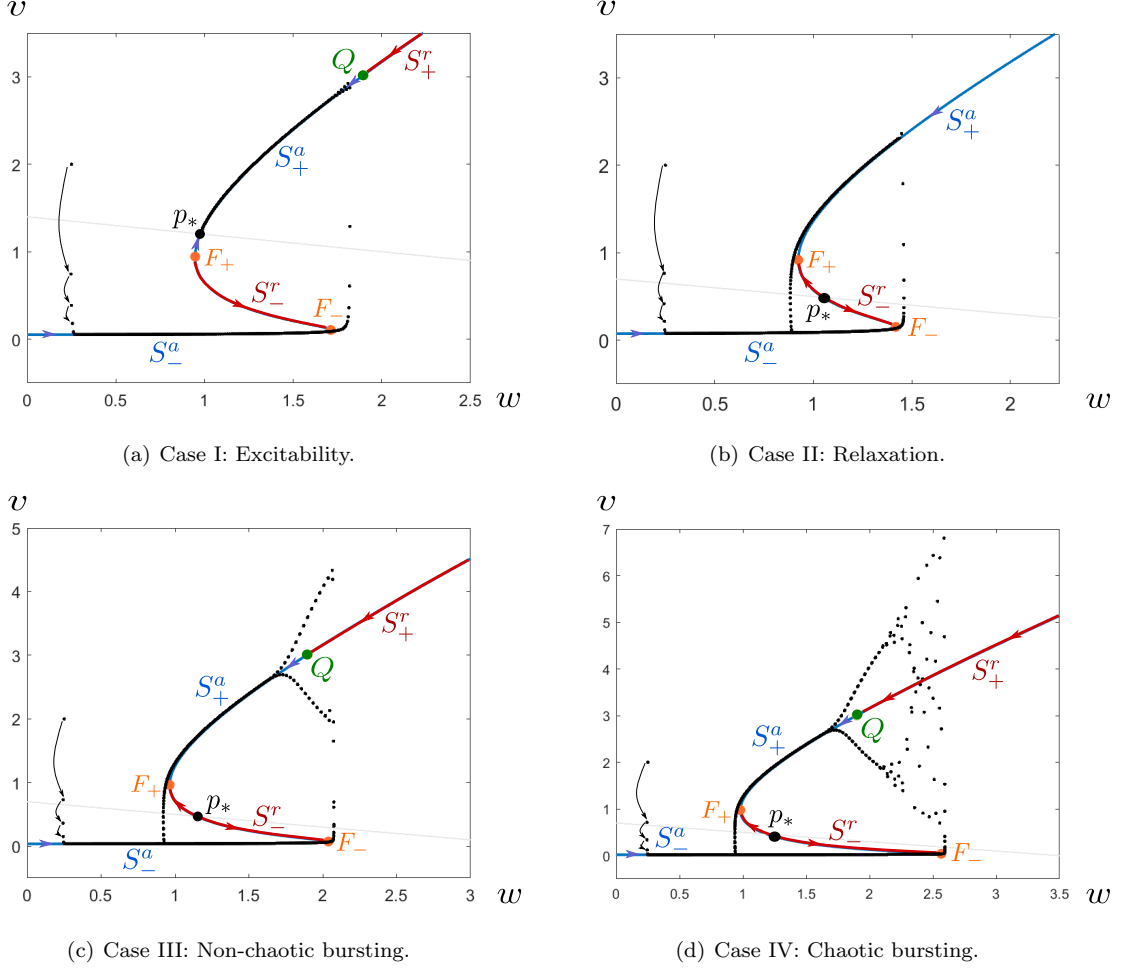 v
3
2
1
0
0 0.5 1 1.5 2 2.5 w
Q
S^r_+
S^a_+
p_*
F_+
S^r_-
F_-
S^a_-
(a) Case I: Excitability.
v
3
2
1
0
0 0.5 1 1.5 2 w
S^a_+
F_+
S^r_-
p_*
F_-
S^a_-
(b) Case II: Relaxation.
v
5
4
3
2
1
0
0 0.5 1 1.5 2 2.5 3 w
S^r_+
Q
S^a_+
F_+
p_*
S^r_-
F_-
S^a_-
(c) Case III: Non-chaotic bursting.
v
7
6
5
4
3
2
1
0
0 0.5 1 1.5 2 2.5 3 3.5 w
S^r_+
Q
S^a_+
F_+
p_*
S^r_-
S^a_-
F_-
(d) Case IV: Chaotic bursting.